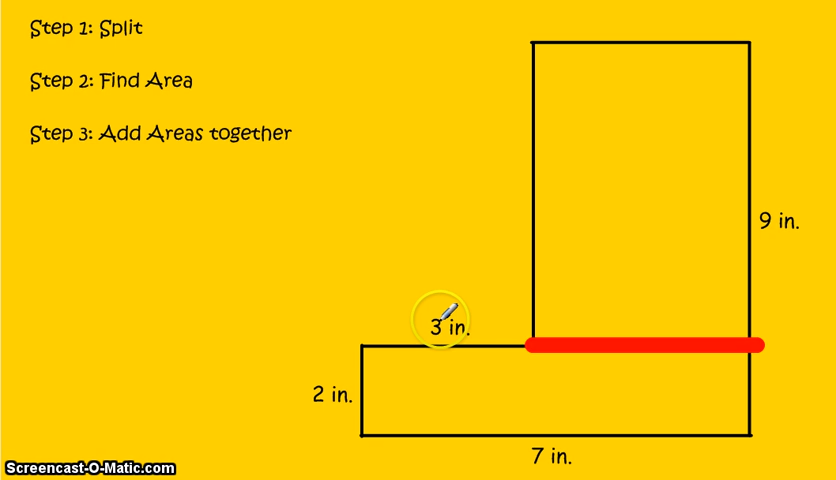 Step 1: Split
Step 2: Find Area
Step 3: Add Areas together
9 in.
3 in.
2 in.
7 in.
Screencast-O-Matic.com